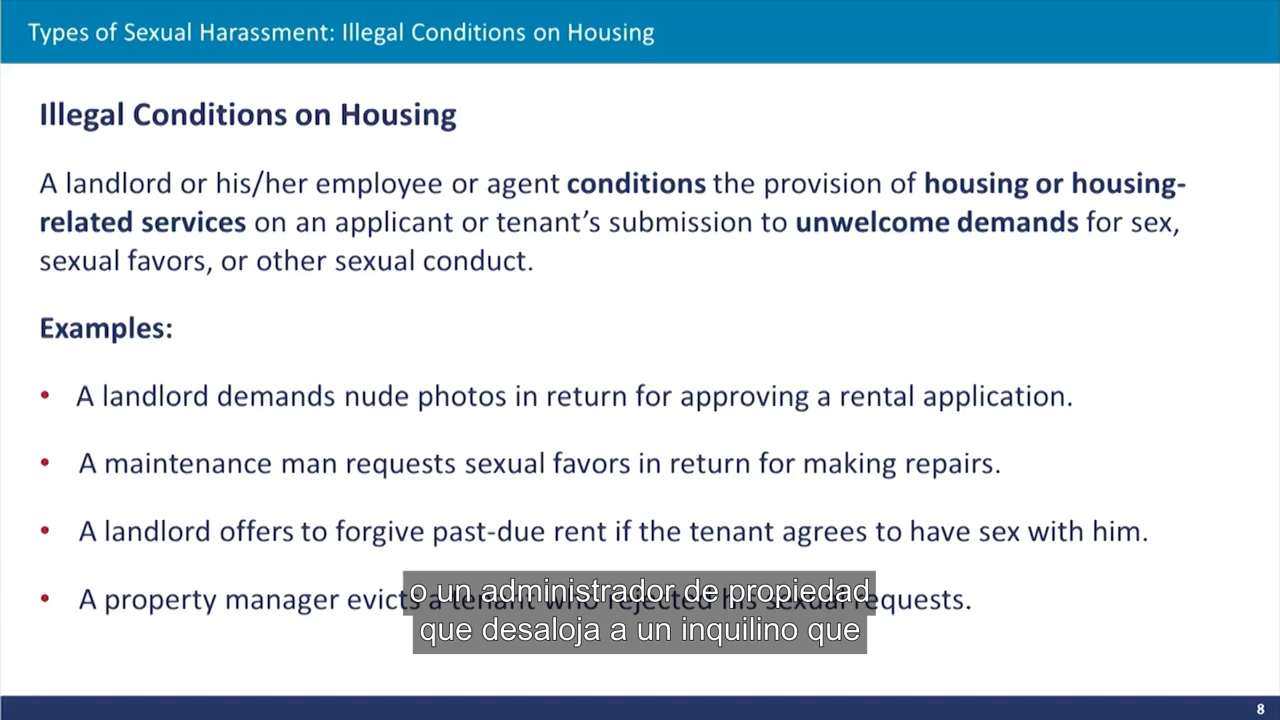 Types of Sexual Harassment: Illegal Conditions on Housing
Illegal Conditions on Housing
A landlord or his/her employee or agent conditions the provision of housing or housing-
related services on an applicant or tenant’s submission to unwelcome demands for sex,
sexual favors, or other sexual conduct.
Examples:
• A landlord demands nude photos in return for approving a rental application.
• A maintenance man requests sexual favors in return for making repairs.
• A landlord offers to forgive past-due rent if the tenant agrees to have sex with him.
• A property manager evicts a tenant who rejected his sexual requests.
o un administrador de propiedad
que desaloja a un inquilino que
8